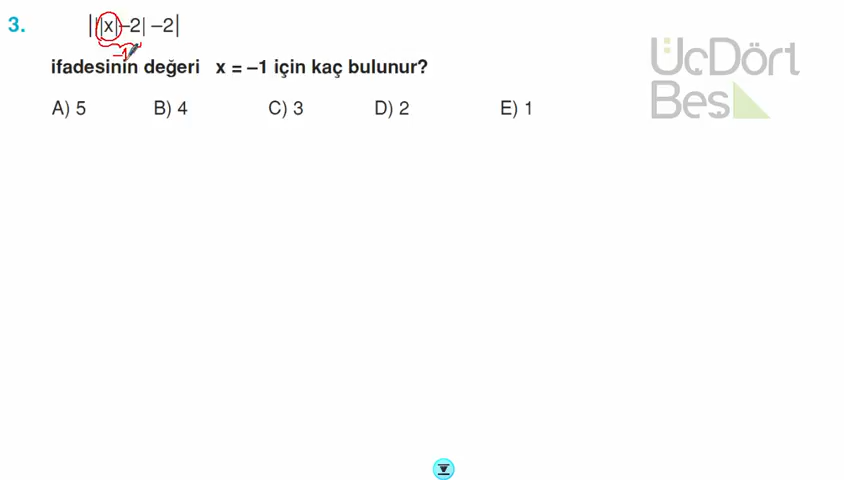 3. ||x|–2| –2|
–1
ifadesinin değeri x = –1 için kaç bulunur?
A) 5 B) 4 C) 3 D) 2 E) 1
ÜçDört
Beş